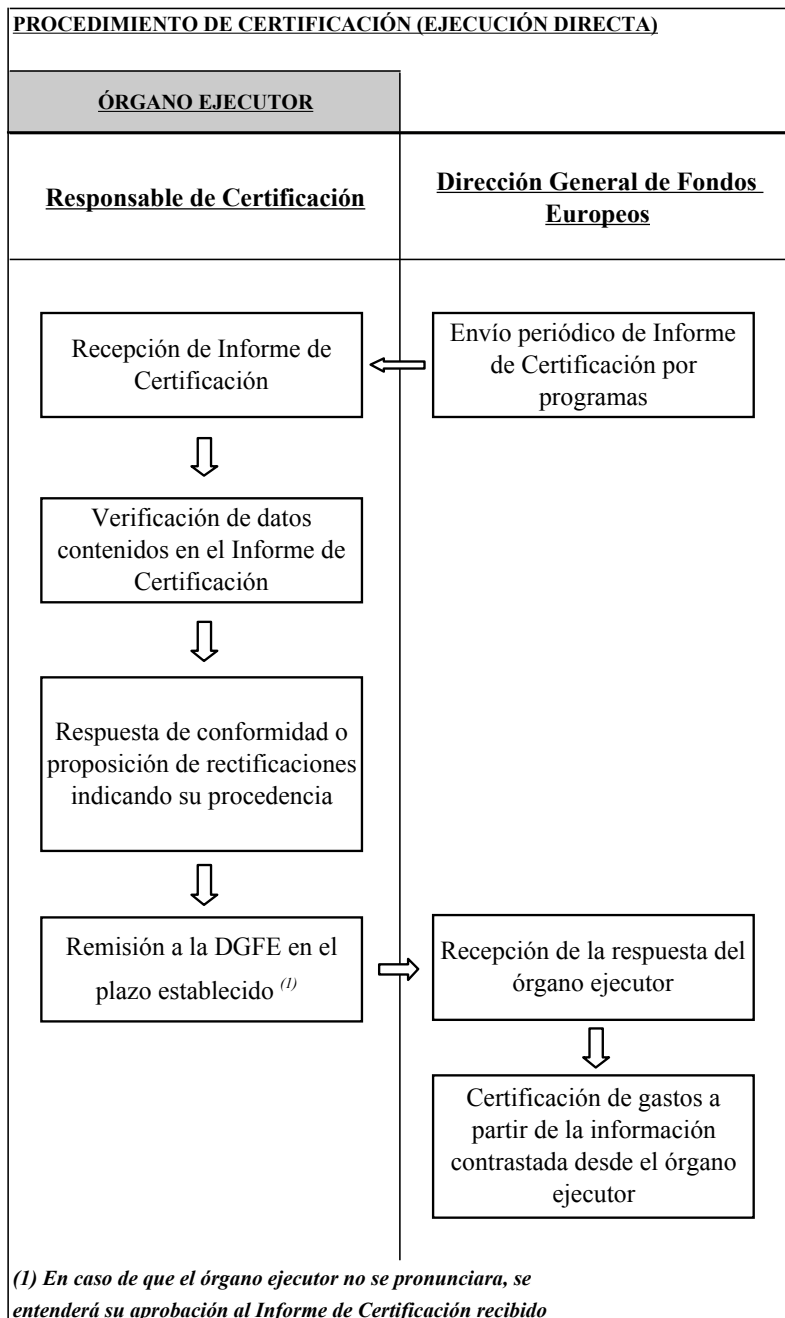 PROCEDIMIENTO DE CERTIFICACIÓN (EJECUCIÓN DIRECTA)
ÓRGANO EJECUTOR
Responsable de Certificación
Dirección General de Fondos
Europeos
Envío periódico de Informe
de Certificación por
programas
Recepción de Informe de
Certificación
Verificación de datos
contenidos en el Informe de
Certificación
Respuesta de conformidad o
proposición de rectificaciones
indicando su procedencia
Remisión a la DGFE en el
plazo establecido (1)
Recepción de la respuesta del
órgano ejecutor
Certificación de gastos a
partir de la información
contrastada desde el órgano
ejecutor
(1) En caso de que el órgano ejecutor no se pronunciara, se
entenderá su aprobación al Informe de Certificación recibido